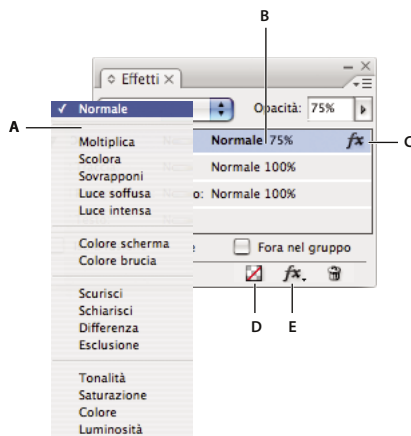 B
Effetti
Normale
Opacità: 75%
A
Moltiplica
Normale 75%
fx
C
Scolora
Sovrapponi
Normale 100%
Luce soffusa
o: Normale 100%
Luce intensa
Colore scherma
e
Fora nel gruppo
Colore brucia
fx.
Scurisci
Schiarisci
D
E
Differenza
Esclusione
Tonalità
Saturazione
Colore
Luminosità